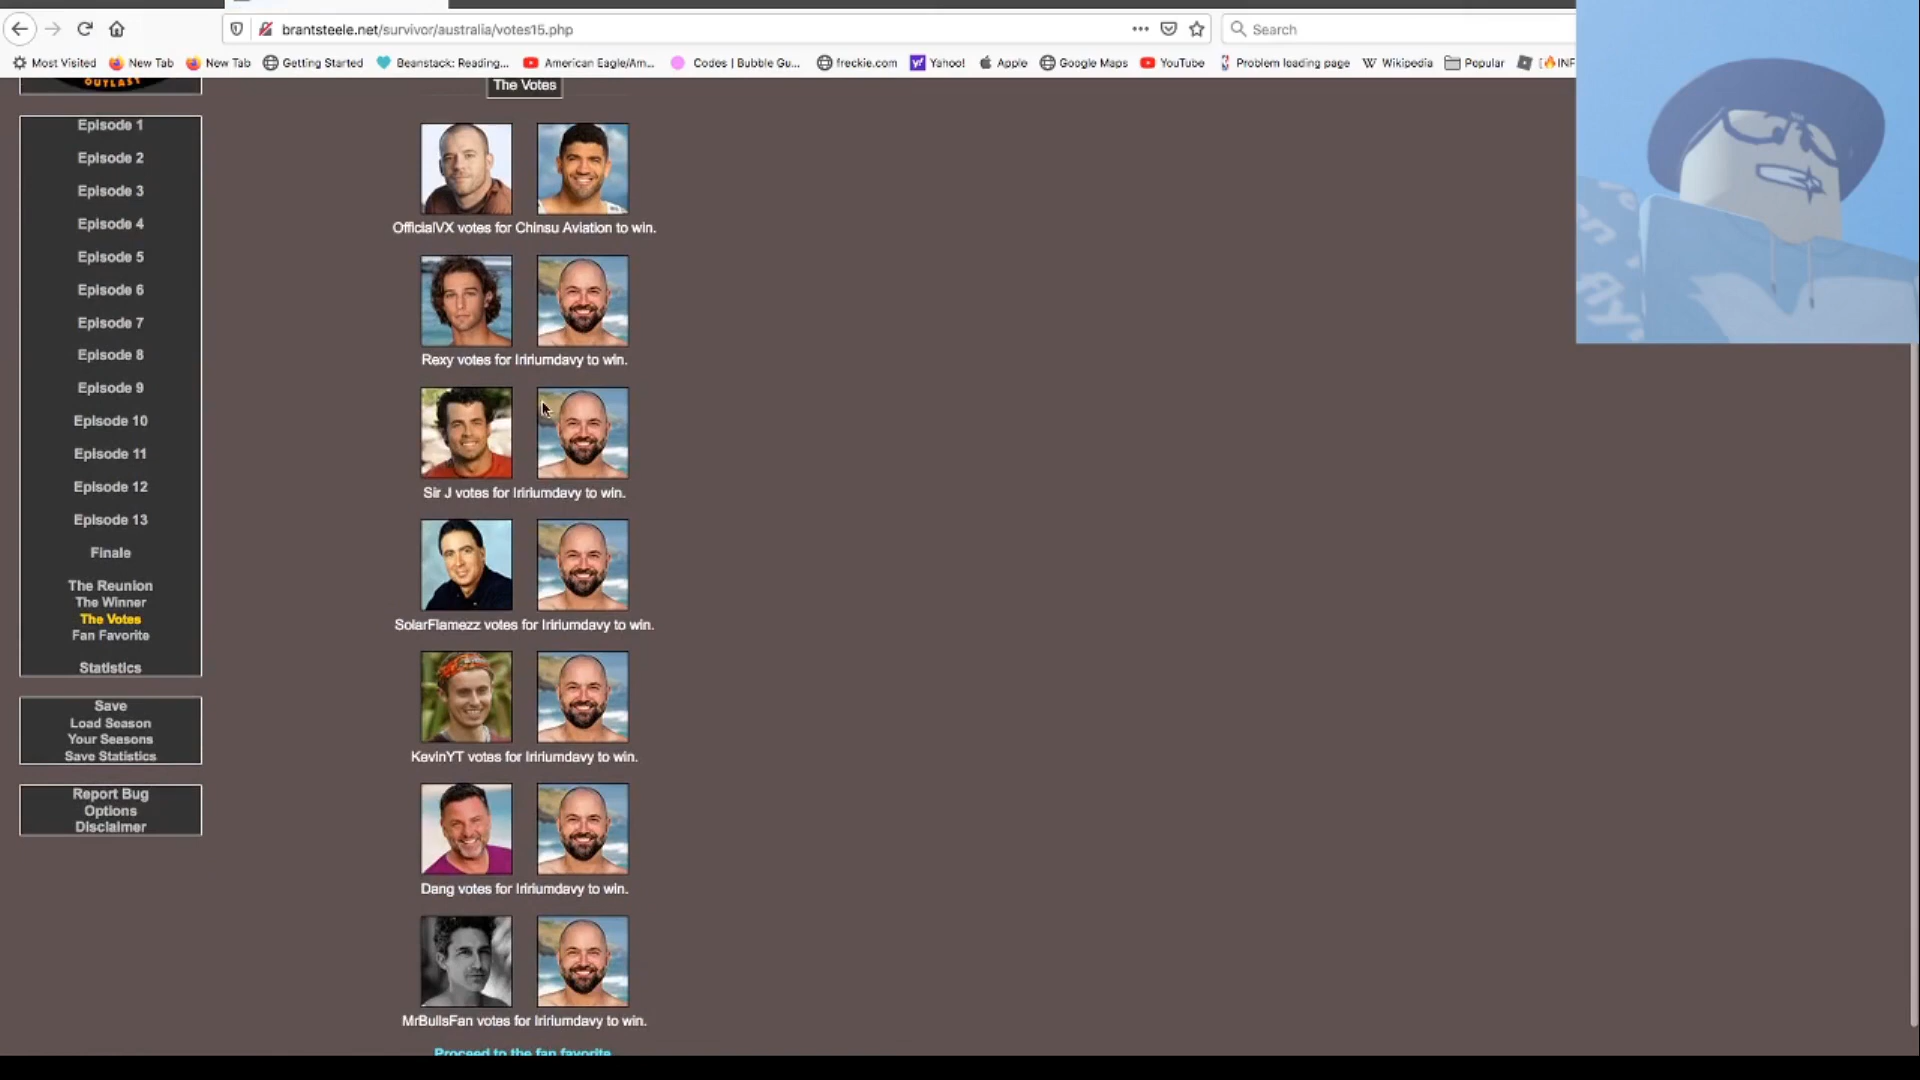 brantsteele.net/survivor/australia/votes15.php
Search
Most Visited
New Tab
New Tab
Getting Started
Beanstack: Reading...
American Eagle/Am...
Codes | Bubble Gu...
freckie.com
Yahoo!
Apple
Google Maps
YouTube
Problem loading page
Wikipedia
Popular
[🔥INF
OUTLAST
The Votes
Episode 1
Episode 2
Episode 3
Episode 4
Episode 5
Episode 6
Episode 7
Episode 8
Episode 9
Episode 10
Episode 11
Episode 12
Episode 13
Finale
The Reunion
The Winner
The Votes
Fan Favorite
Statistics
Save
Load Season
Your Seasons
Save Statistics
Report Bug
Options
Disclaimer
OfficialVX votes for Chinsu Aviation to win.
Rexy votes for Iririumdavy to win.
Sir J votes for Iririumdavy to win.
SolarFlamezz votes for Iririumdavy to win.
KevinYT votes for Iririumdavy to win.
Dang votes for Iririumdavy to win.
MrBullsFan votes for Iririumdavy to win.
Proceed to the fan favorite